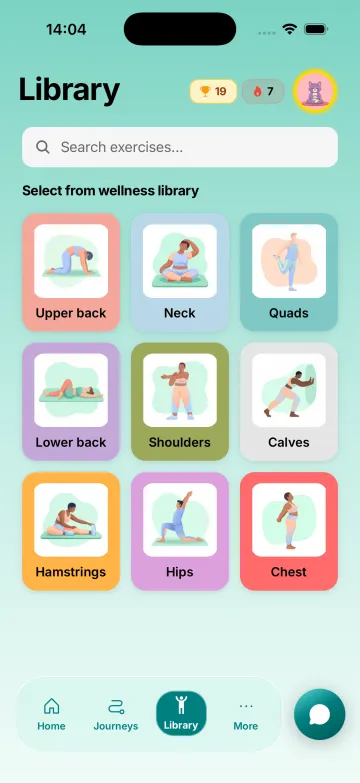 14:04
Library
19
7
Search exercises...
Select from wellness library
Upper back
Neck
Quads
Lower back
Shoulders
Calves
Hamstrings
Hips
Chest
Home
Journeys
Library
More